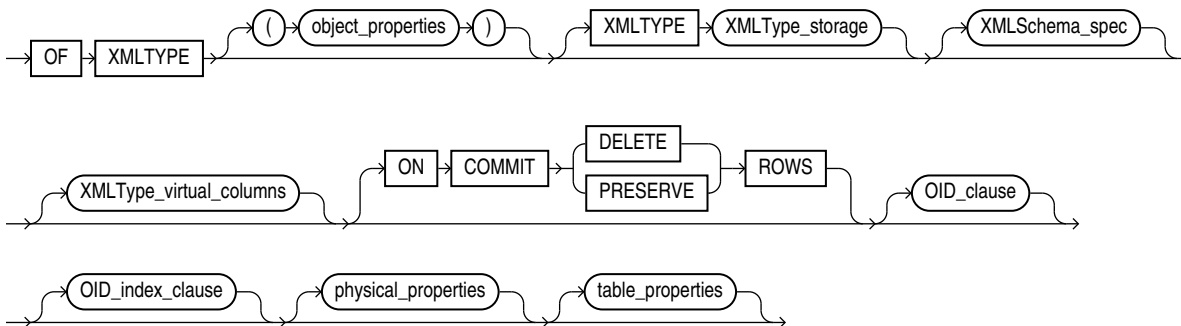 OF XMLTYPE ( object_properties ) XMLTYPE XMLType_storage XMLSchema_spec
XMLType_virtual_columns ON COMMIT DELETE PRESERVE ROWS OID_clause
OID_index_clause physical_properties table_properties